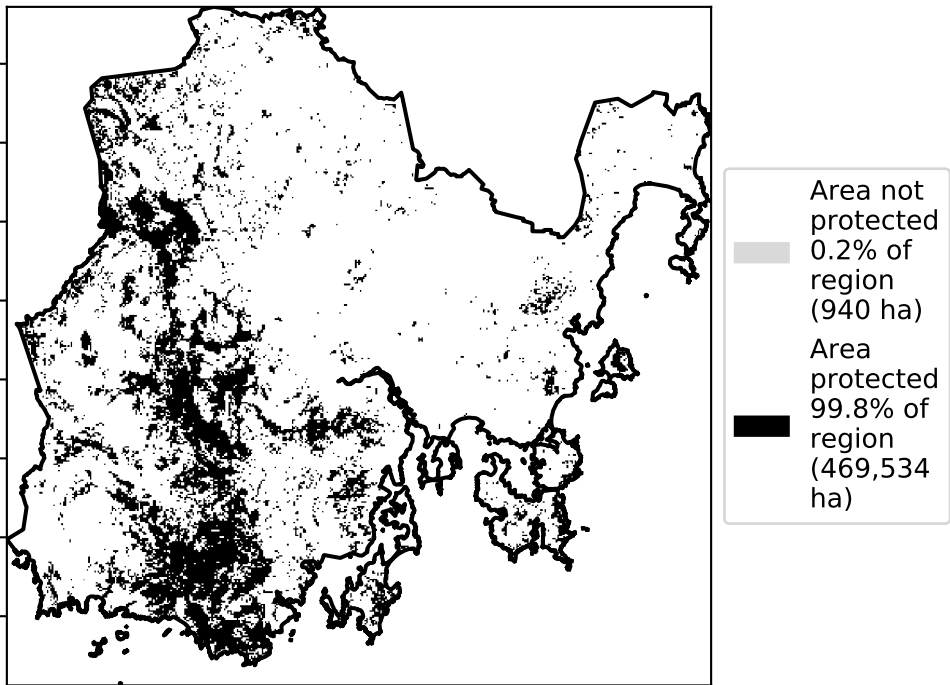 Area not
protected
0.2% of
region
(940 ha)
Area
protected
99.8% of
region
(469,534
ha)